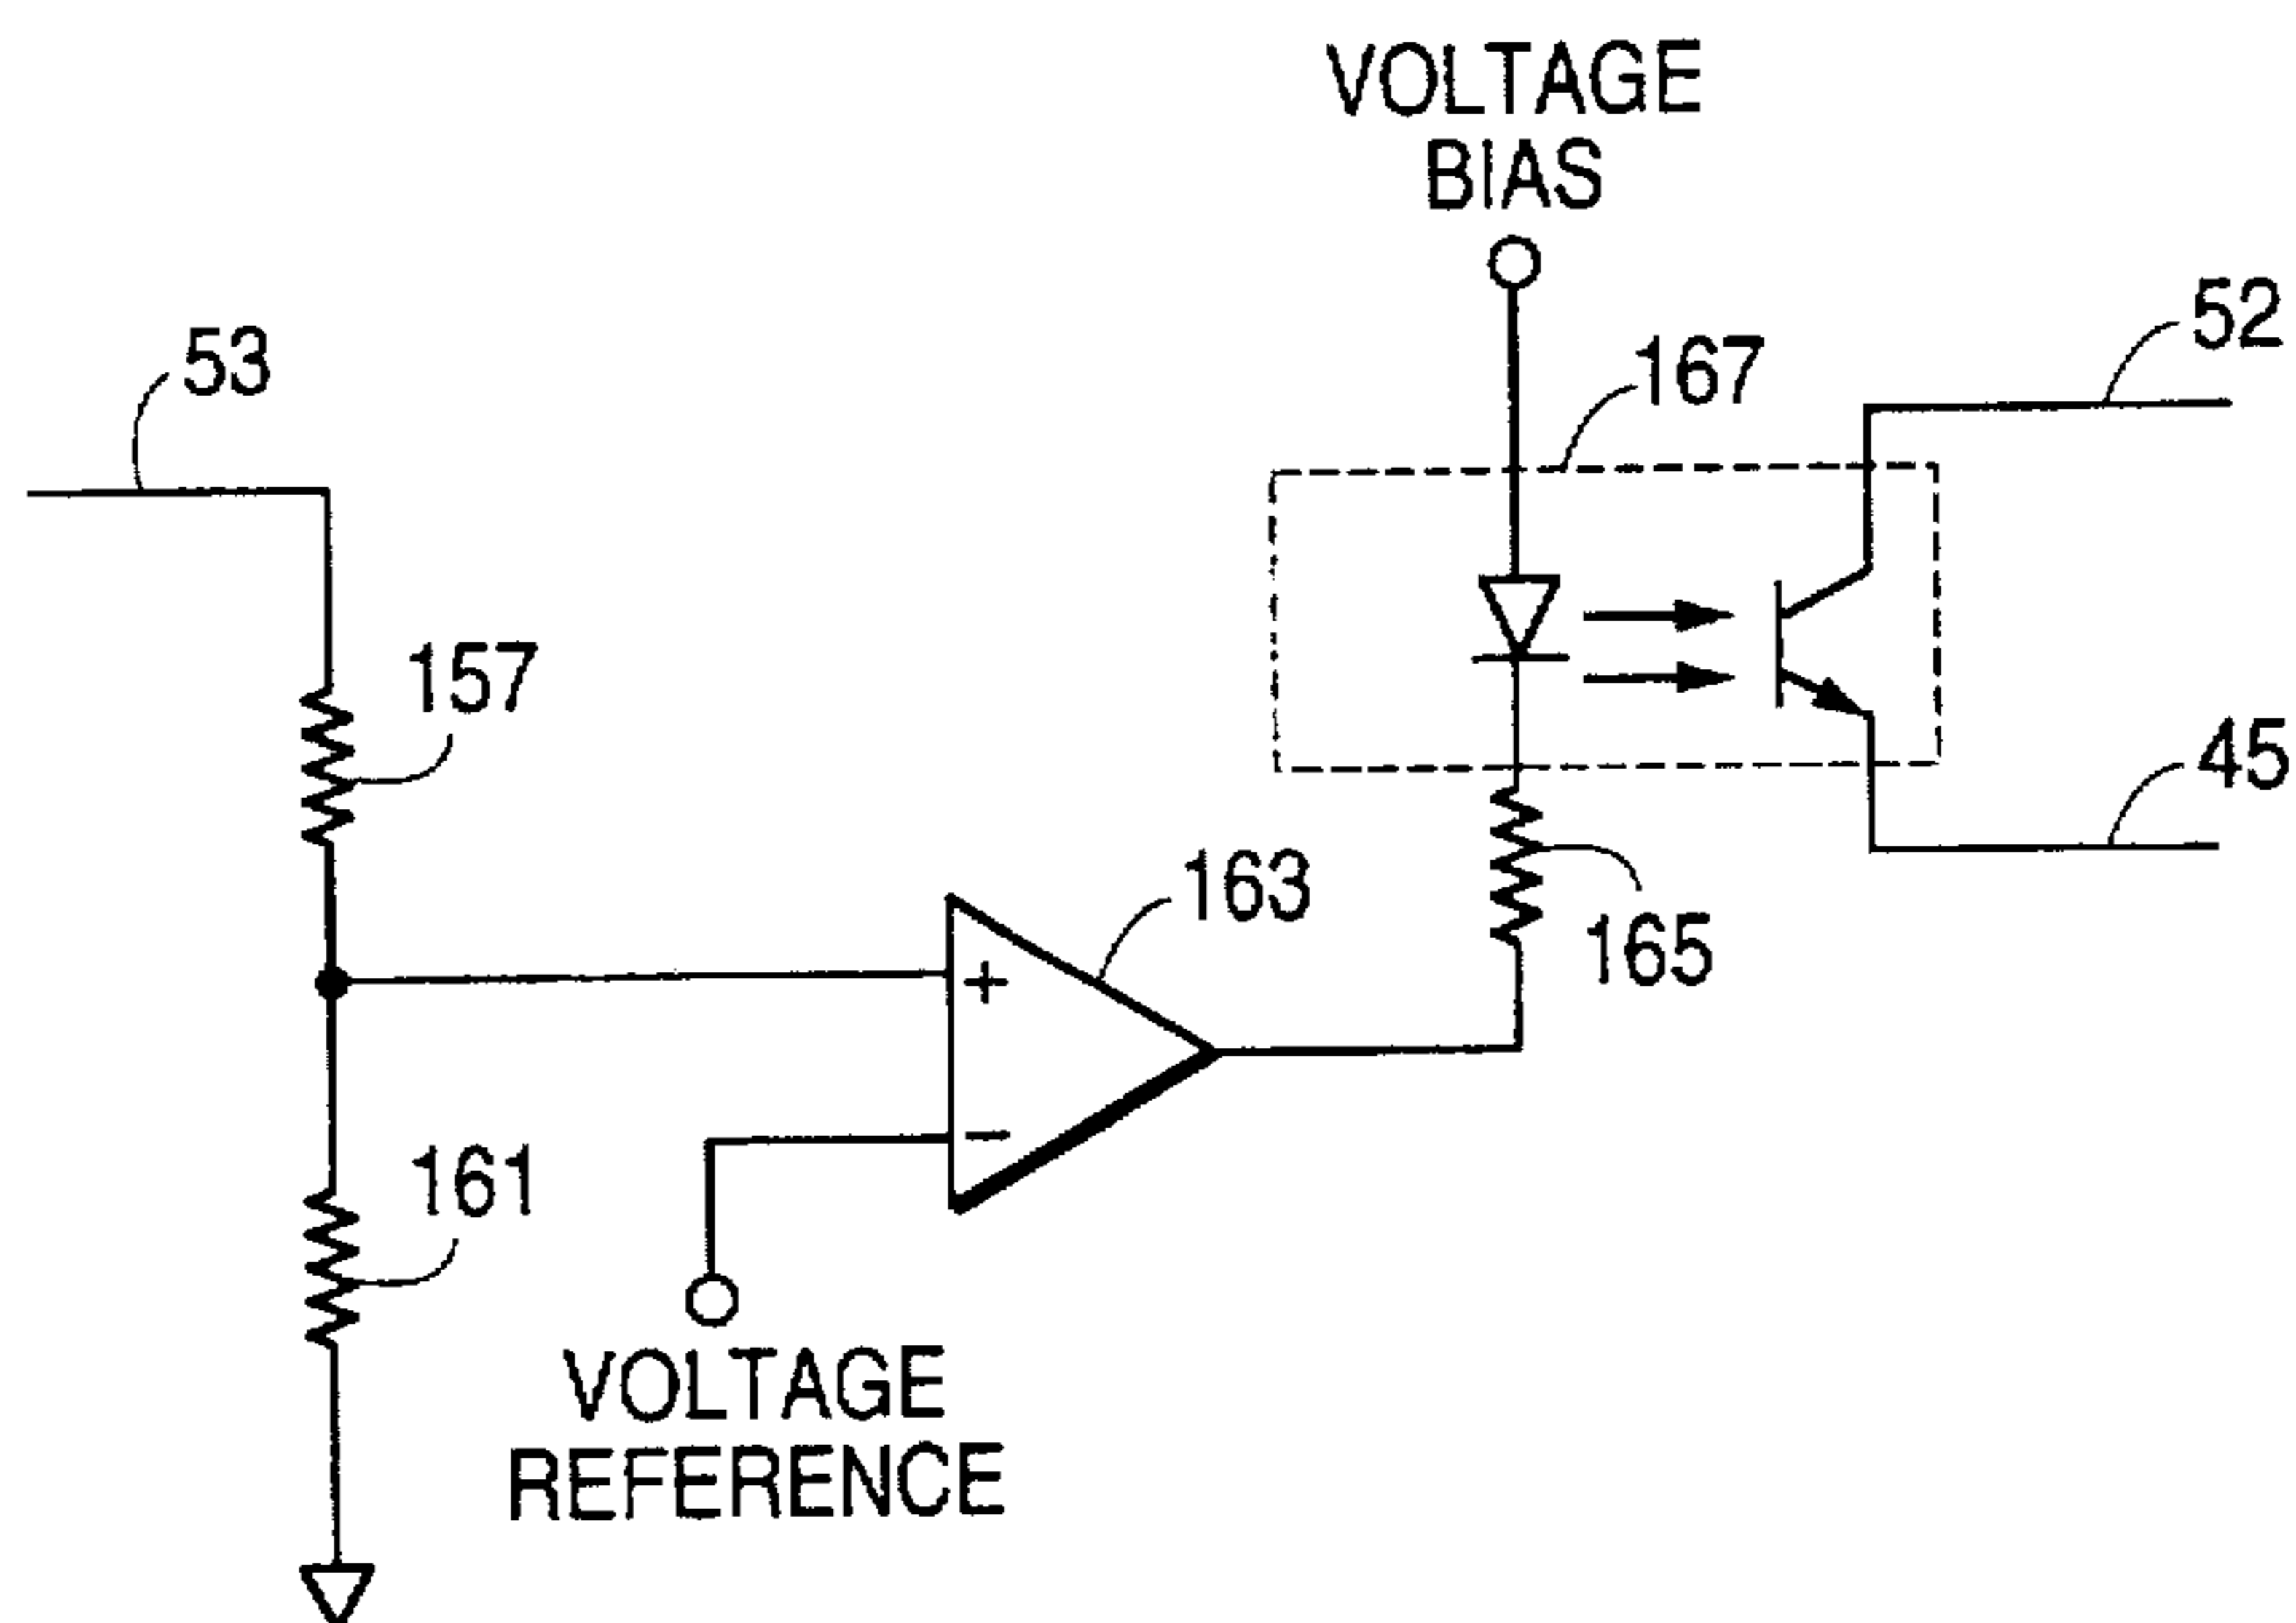 VOLTAGE
BIAS
52
53
167
157
45
163
165
+
−
161
VOLTAGE
REFERENCE